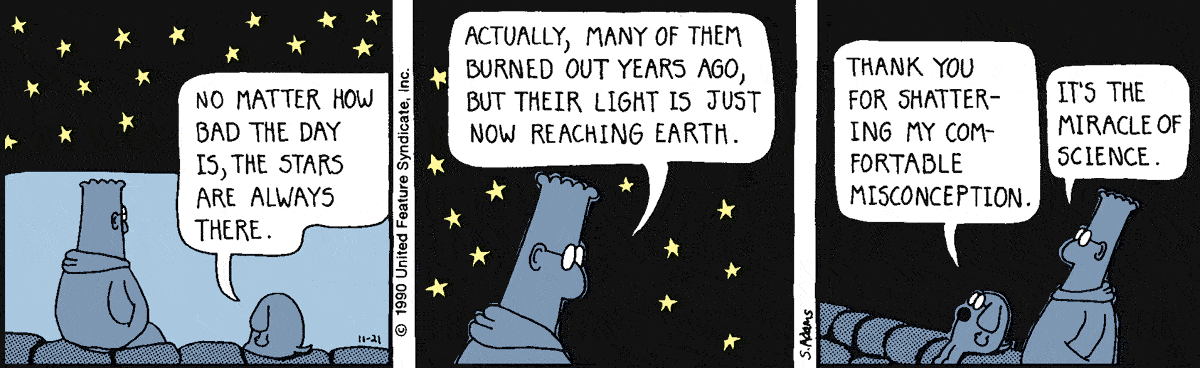 NO MATTER HOW
BAD THE DAY
IS, THE STARS
ARE ALWAYS
THERE.
11-21
© 1990 United Feature Syndicate, Inc.
ACTUALLY, MANY OF THEM
BURNED OUT YEARS AGO,
BUT THEIR LIGHT IS JUST
NOW REACHING EARTH.
S. ADAMS
THANK YOU
FOR SHATTER-
ING MY COM-
FORTABLE
MISCONCEPTION.
IT'S THE
MIRACLE OF
SCIENCE.